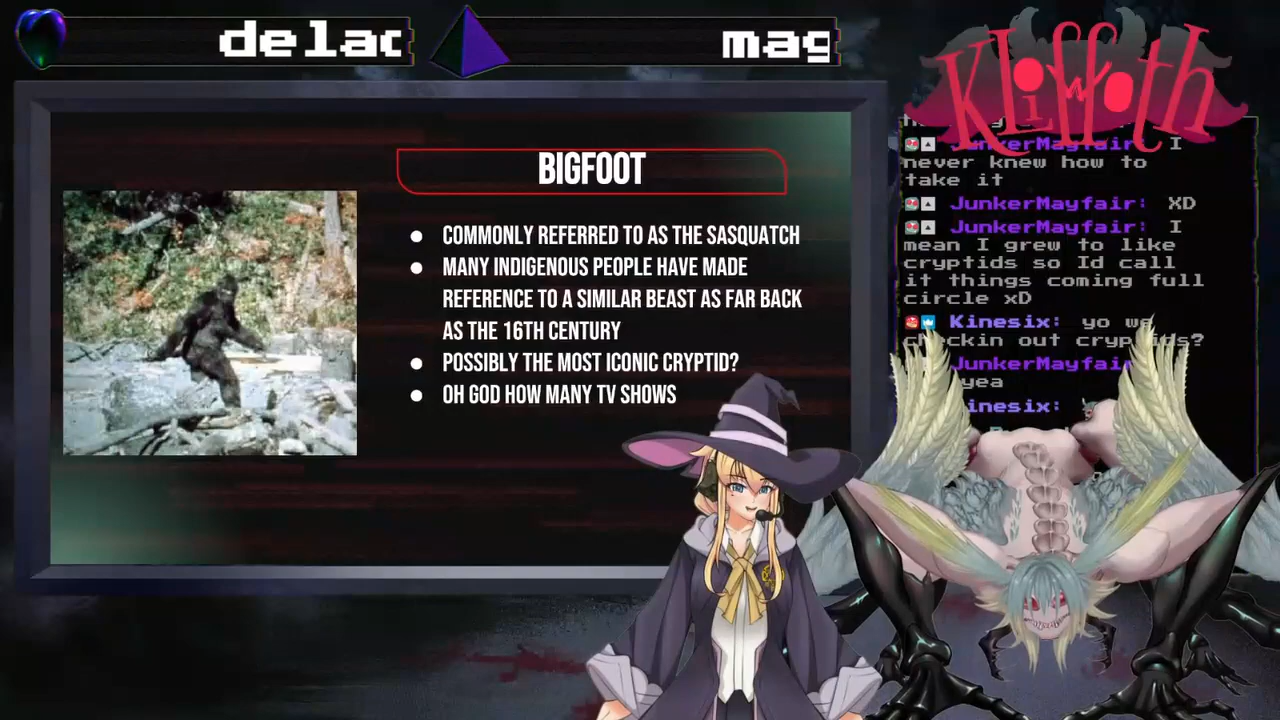 delac
mag
Kliffoth
BIGFOOT
COMMONLY REFERRED TO AS THE SASQUATCH
MANY INDIGENOUS PEOPLE HAVE MADE
REFERENCE TO A SIMILAR BEAST AS FAR BACK
AS THE 16TH CENTURY
POSSIBLY THE MOST ICONIC CRYPTID?
OH GOD HOW MANY TV SHOWS
JunkerMayfair: I
never knew how to
take it
JunkerMayfair: XD
JunkerMayfair: I
mean I grew to like
cryptids so Id call
it things coming full
circle xD
Kinesix: yo we
checkin out cryptids?
JunkerMayfair
yea
Kinesix: